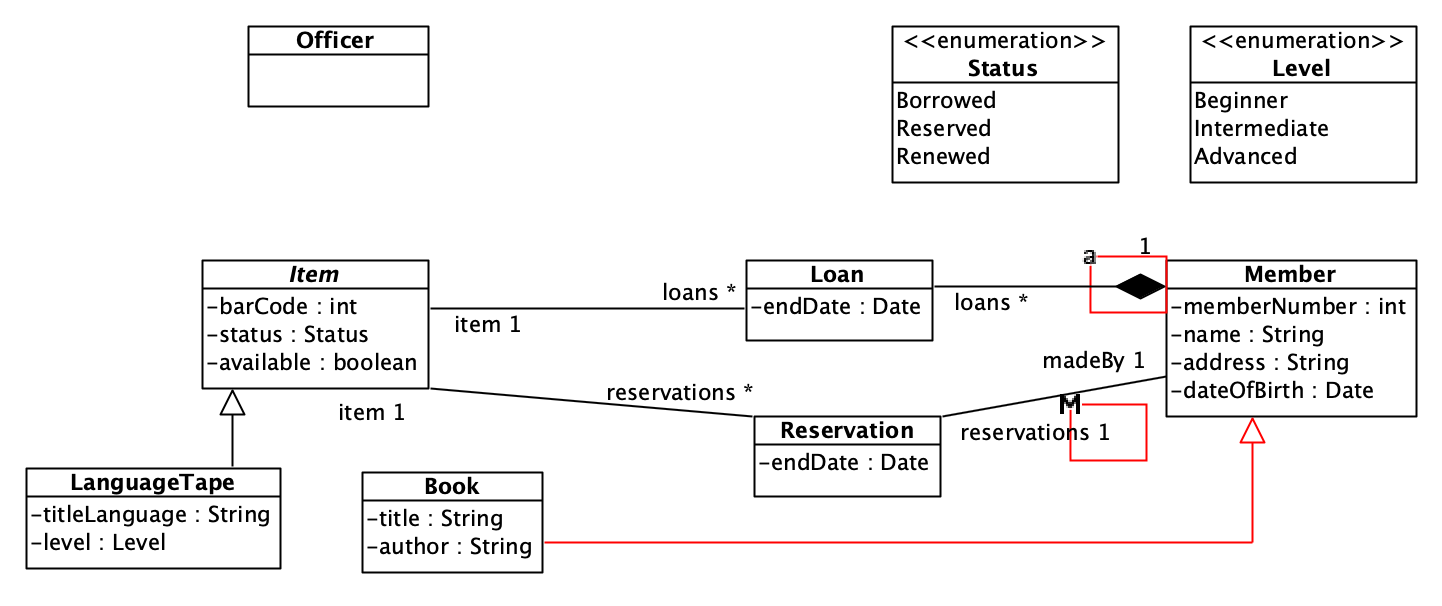 Officer
<<enumeration>>
Status
Borrowed
Reserved
Renewed
<<enumeration>>
Level
Beginner
Intermediate
Advanced
Item
-barCode : int
-status : Status
-available : boolean
loans *
item 1
Loan
-endDate : Date
loans *
a
1
Member
-memberNumber : int
-name : String
-address : String
-dateOfBirth : Date
madeBy 1
reservations *
item 1
M
reservations 1
Reservation
-endDate : Date
LanguageTape
-titleLanguage : String
-level : Level
Book
-title : String
-author : String